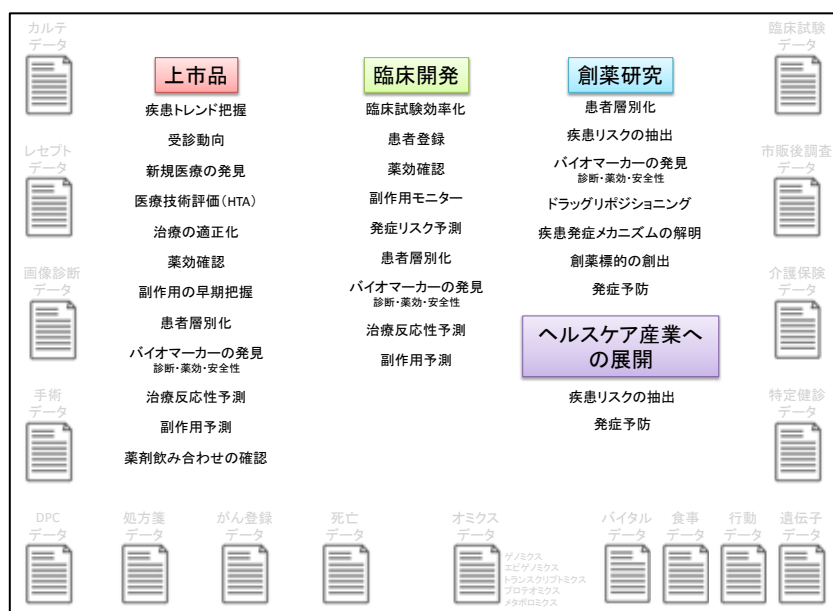 カルテ
データ
レセプト
データ
画像診断
データ
手術
データ
上市品
疾患トレンド把握
受診動向
新規医療の発見
医療技術評価(HTA)
治療の適正化
薬効確認
副作用の早期把握
患者層別化
バイオマーカーの発見
診断・薬効・安全性
治療反応性予測
副作用予測
薬剤飲み合わせの確認
臨床開発
臨床試験効率化
患者登録
薬効確認
副作用モニター
発症リスク予測
患者層別化
バイオマーカーの発見
診断・薬効・安全性
治療反応性予測
副作用予測
創薬研究
患者層別化
疾患リスクの抽出
バイオマーカーの発見
診断・薬効・安全性
ドラッグリポジショニング
疾患発症メカニズムの解明
創薬標的の創出
発症予防
ヘルスケア産業へ
の展開
疾患リスクの抽出
発症予防
臨床試験
データ
市販後調査
データ
介護保険
データ
特定健診
データ
DPC
データ
処方箋
データ
がん登録
データ
死亡
データ
オミクス
データ
ゲノミクス
エピゲノミクス
トランスクリプトミクス
プロテオミクス
メタボロミクス
バイタル
データ
食事
データ
行動
データ
遺伝子
データ